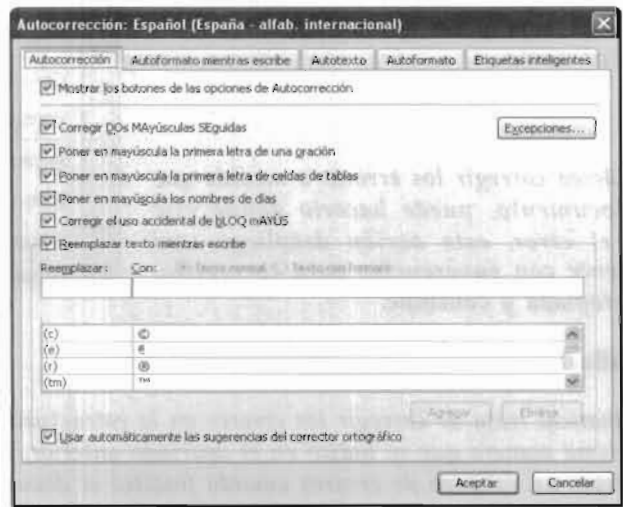 Autocorrección: Español (España - alfab. internacional)
Autocorrección Autoformato mientras escribe Autotexto Autoformato Etiquetas inteligentes
Mostrar los botones de las opciones de Autocorrección
Corregir DOs MAyúsculas SEguidas Excepciones...
Poner en mayúscula la primera letra de una oración
Poner en mayúscula la primera letra de celdas de tablas
Poner en mayúscula los nombres de días
Corregir el uso accidental de bLOQ mAYÚS
Reemplazar texto mientras escribe
Reemplazar: Con:
(c) ©
(e) €
(r) ®
(tm) ™
Agregar Eliminar
Usar automáticamente las sugerencias del corrector ortográfico
Aceptar Cancelar